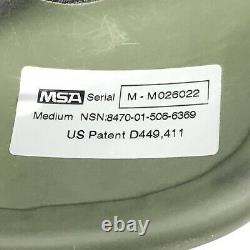 MSA Serial M - M026022
Medium NSN:8470-01-506-6369
US Patent D449,411